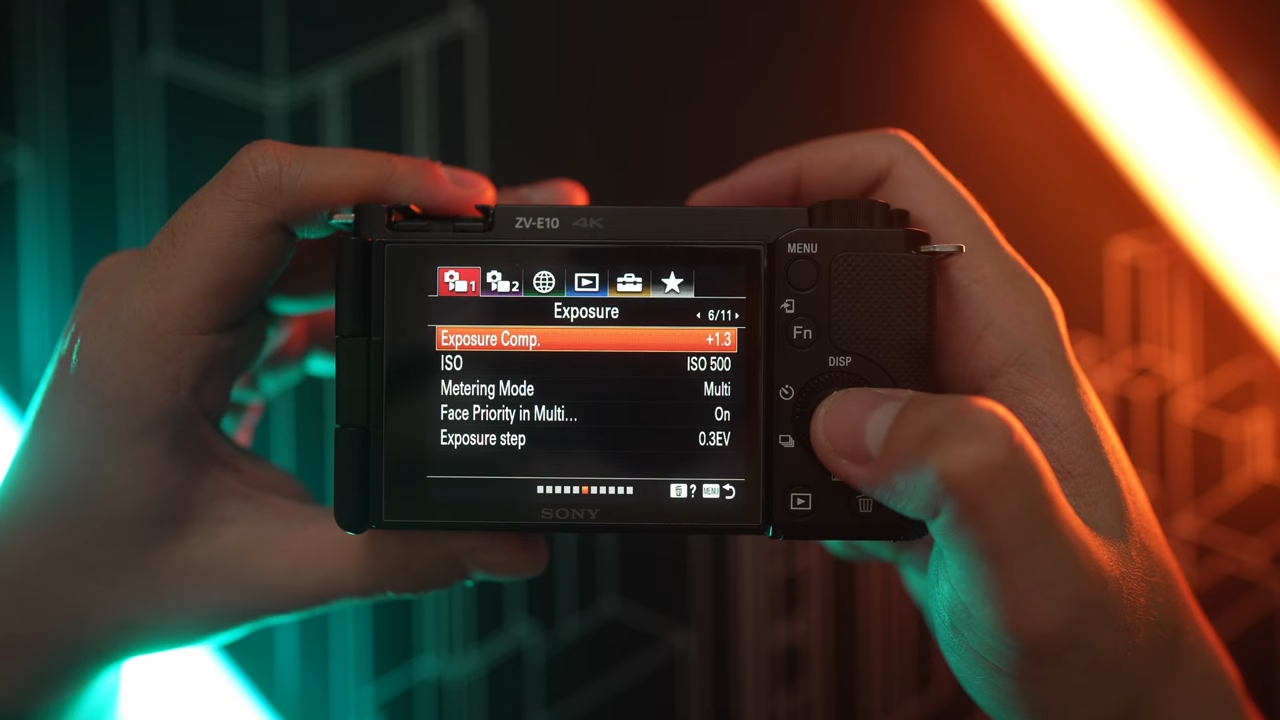 ZV-E10 4K
MENU
1 2
Exposure
6/11
Exposure Comp. +1.3
ISO ISO 500
Metering Mode Multi
Face Priority in Multi... On
Exposure step 0.3EV
? MENU
Fn
DISP
SONY